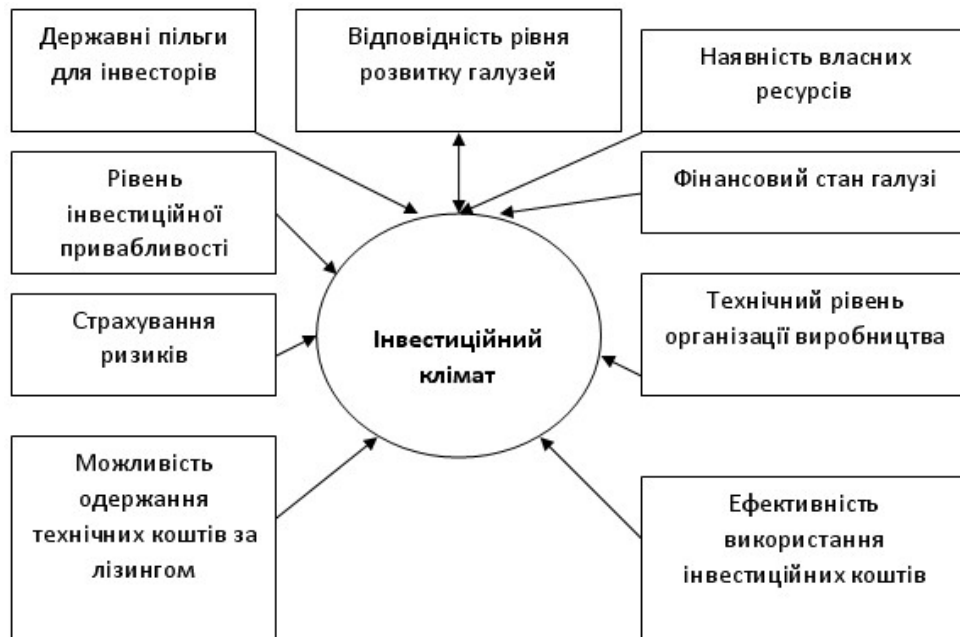 Державні пільги
для інвесторів
Відповідність рівня
розвитку галузей
Наявність власних
ресурсів
Рівень
інвестиційної
привабливості
Фінансовий стан галузі
Страхування
ризиків
Інвестиційний
клімат
Технічний рівень
організації виробництва
Можливість
одержання
технічних коштів за
лізингом
Ефективність
використання
інвестиційних коштів